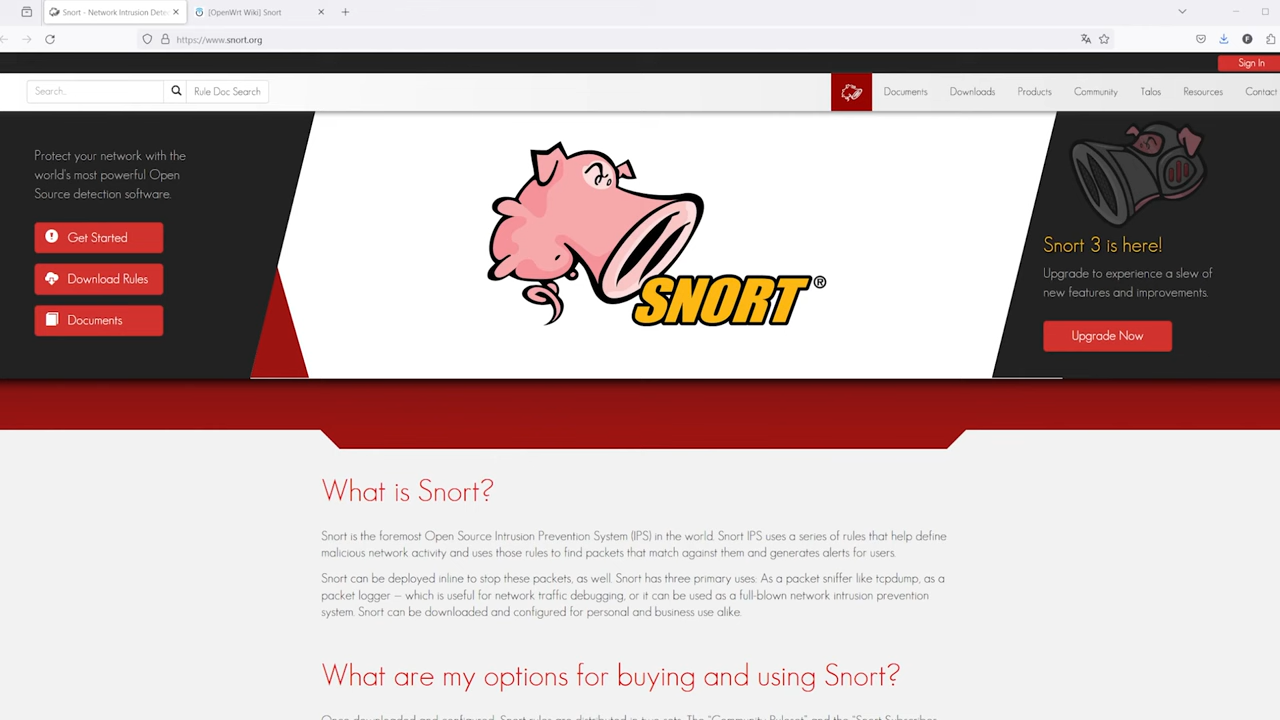 Snort - Network Intrusion Dete
[OpenWrt Wiki] Snort
https://www.snort.org
Sign In
Search..
Rule Doc Search
Documents
Downloads
Products
Community
Talos
Resources
Contact
Protect your network with the
world's most powerful Open
Source detection software.
Get Started
Download Rules
Documents
SNORT®
Snort 3 is here!
Upgrade to experience a slew of
new features and improvements.
Upgrade Now
What is Snort?
Snort is the foremost Open Source Intrusion Prevention System (IPS) in the world. Snort IPS uses a series of rules that help define
malicious network activity and uses those rules to find packets that match against them and generates alerts for users.
Snort can be deployed inline to stop these packets, as well. Snort has three primary uses: As a packet sniffer like tcpdump, as a
packet logger — which is useful for network traffic debugging, or it can be used as a full-blown network intrusion prevention
system. Snort can be downloaded and configured for personal and business use alike.
What are my options for buying and using Snort?